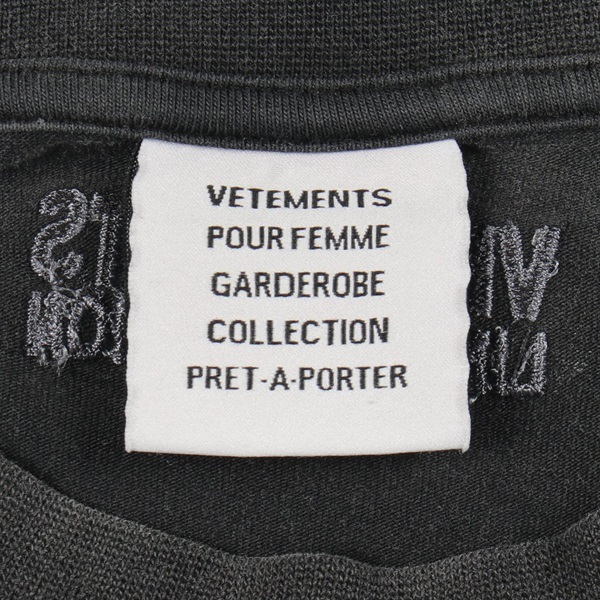 VETEMENTS
POUR FEMME
GARDEROBE
COLLECTION
PRET-A-PORTER